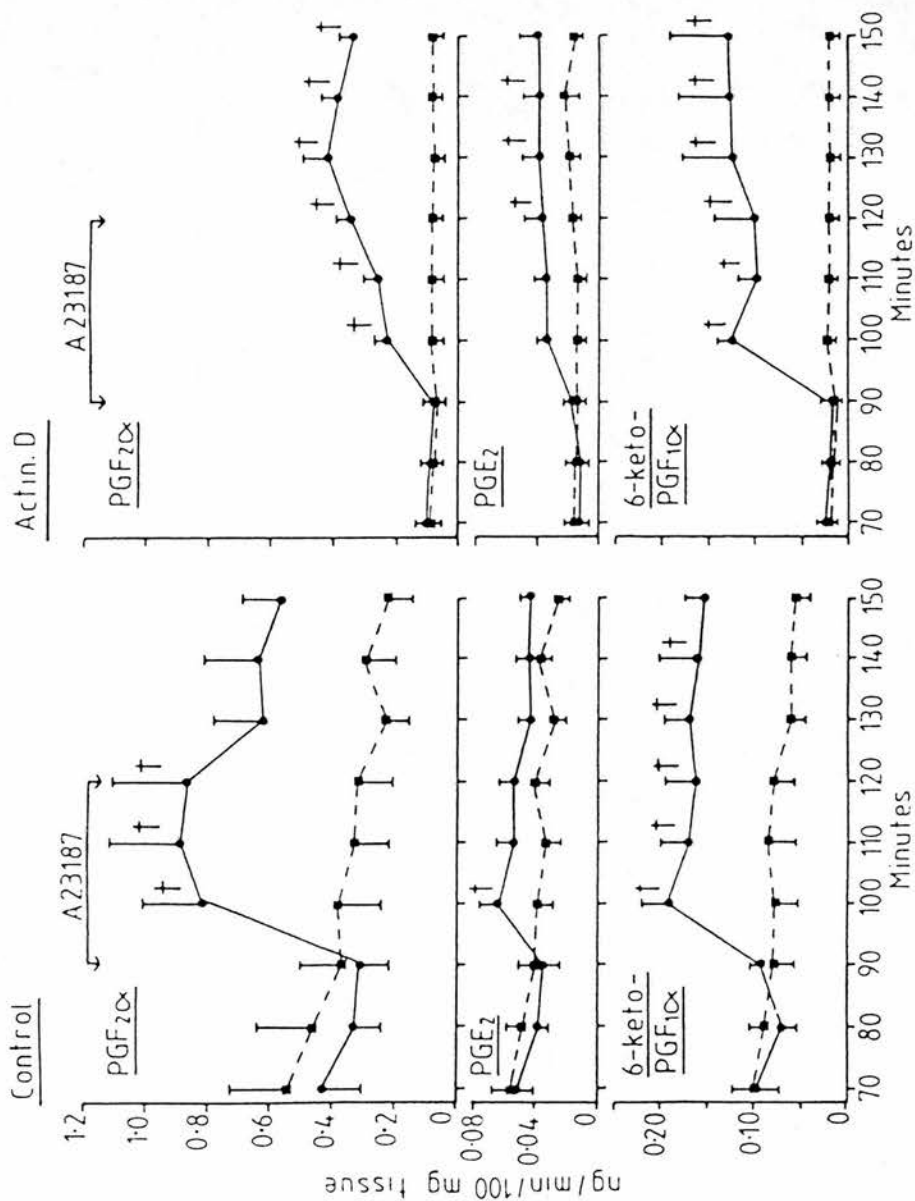 Control
Actin. D
A23187
A23187
PGF2α
PGF2α
1·2
1·0
0·8
0·6
0·4
0·2
0
PGE2
PGE2
0·08
0·04
0
6-keto-
PGF1α
6-keto-
PGF1α
0·20
0·10
0
ng/min/100 mg tissue
70 80 90 100 110 120 130 140 150
70 80 90 100 110 120 130 140 150
Minutes
Minutes